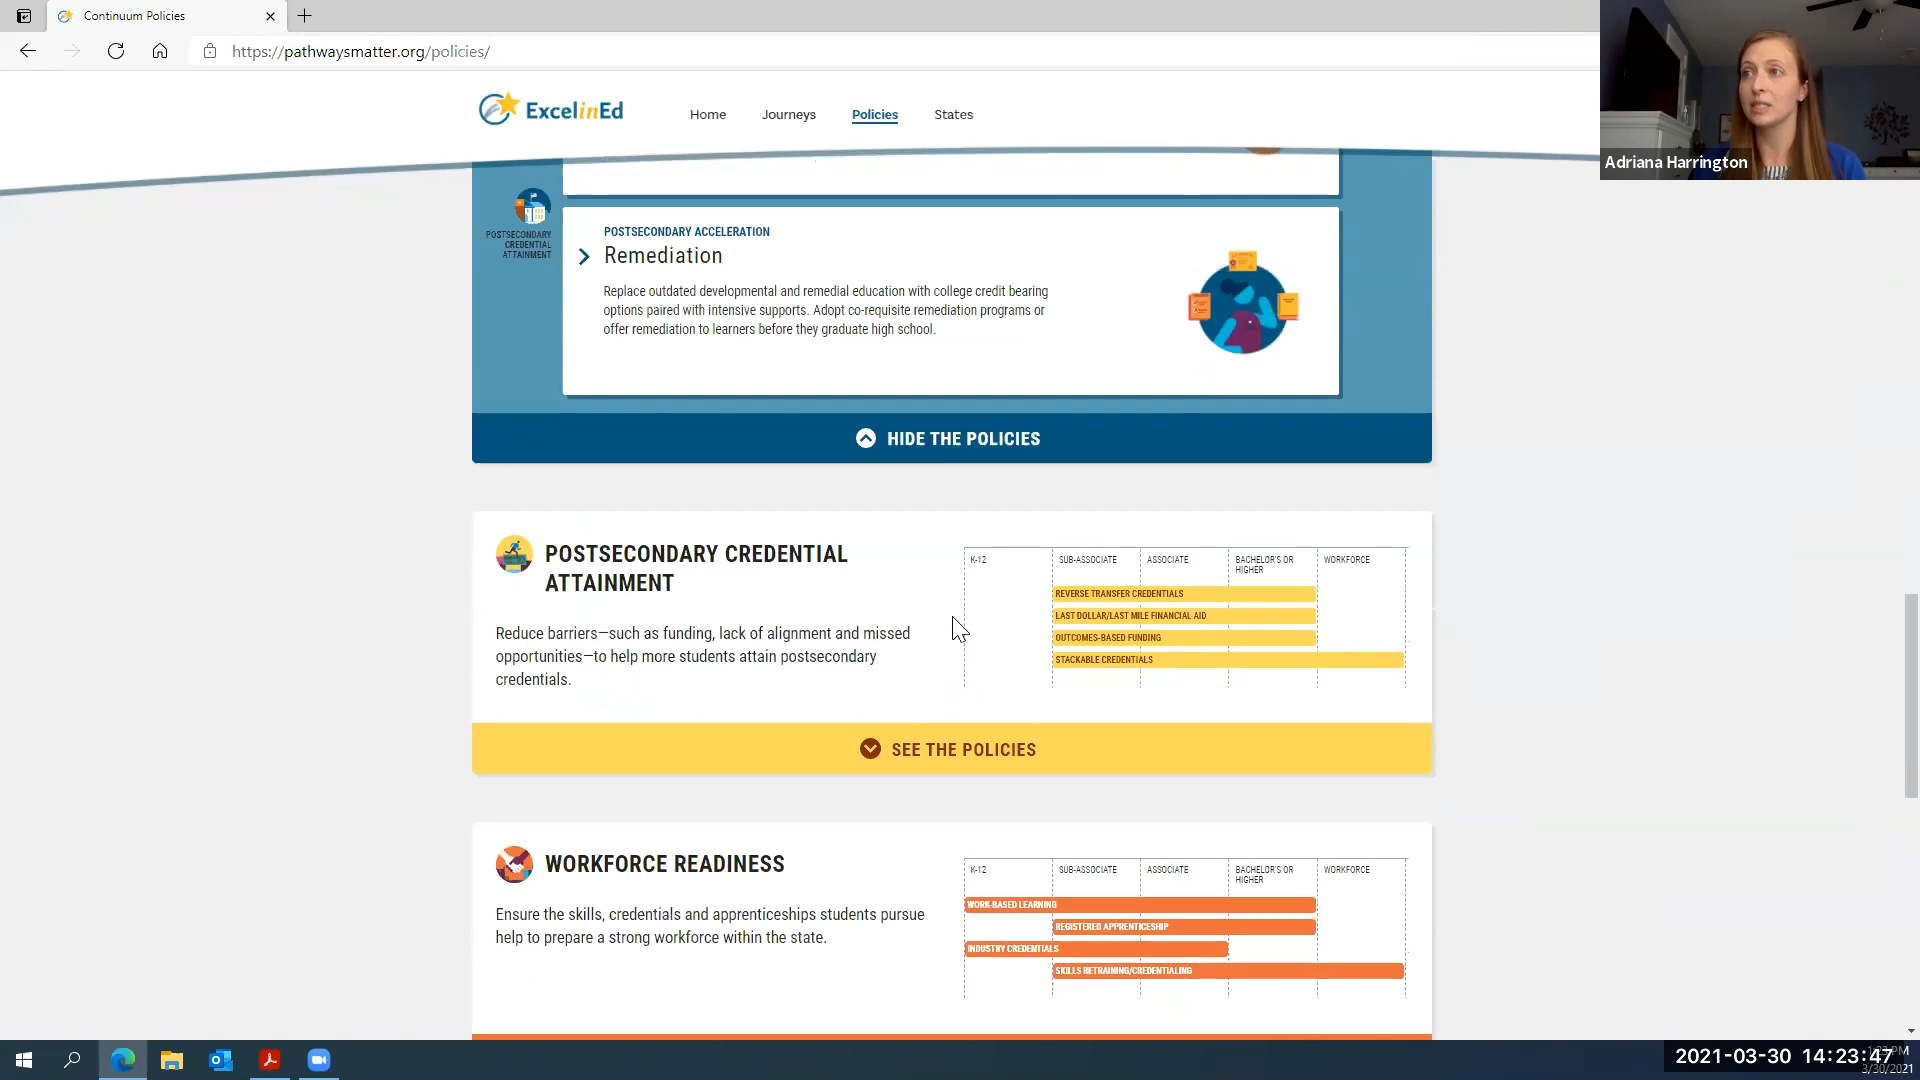 Continuum Policies
https://pathwaysmatter.org/policies/
Adriana Harrington
ExcelinEd
Home
Journeys
Policies
States
POSTSECONDARY
CREDENTIAL
ATTAINMENT
POSTSECONDARY ACCELERATION
Remediation
Replace outdated developmental and remedial education with college credit bearing
options paired with intensive supports. Adopt co-requisite remediation programs or
offer remediation to learners before they graduate high school.
HIDE THE POLICIES
POSTSECONDARY CREDENTIAL
ATTAINMENT
Reduce barriers—such as funding, lack of alignment and missed
opportunities—to help more students attain postsecondary
credentials.
K-12
SUB-ASSOCIATE
ASSOCIATE
BACHELOR'S OR
HIGHER
WORKFORCE
REVERSE TRANSFER CREDENTIALS
LAST DOLLAR/LAST MILE FINANCIAL AID
OUTCOMES-BASED FUNDING
STACKABLE CREDENTIALS
SEE THE POLICIES
WORKFORCE READINESS
Ensure the skills, credentials and apprenticeships students pursue
help to prepare a strong workforce within the state.
K-12
SUB-ASSOCIATE
ASSOCIATE
BACHELOR'S OR
HIGHER
WORKFORCE
WORK-BASED LEARNING
REGISTERED APPRENTICESHIP
INDUSTRY CREDENTIALS
SKILLS RETRAINING/CREDENTIALING
2021-03-30 14:23:47
3/30/2021